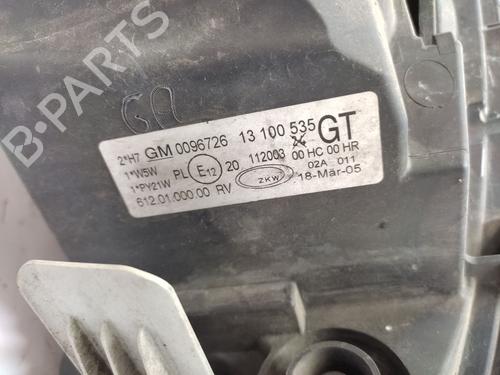 B-PARTS
GA
2*H7 GM 0096726 13 100 535 GT
1*W5W PL E12 20 112003 00 HC 00 HR
1*PY21W ZKW 02A 011
612.01.000.00 RV 18-Mär-05